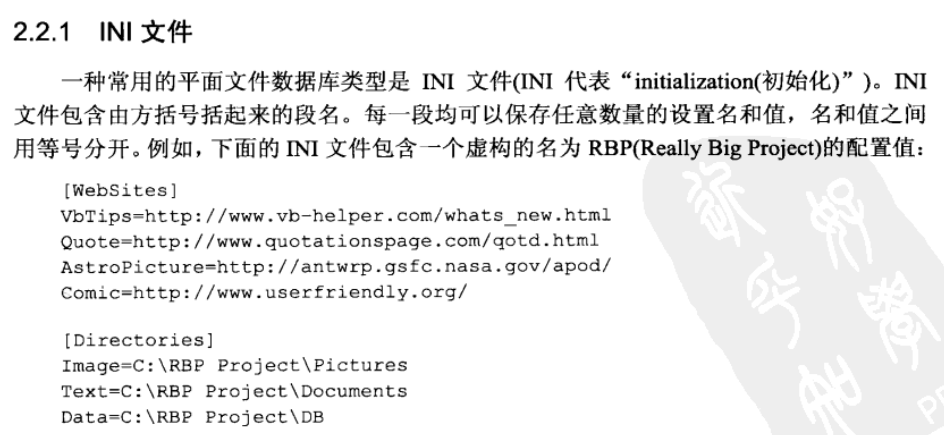 2.2.1 INI 文件
一种常用的平面文件数据库类型是 INI 文件(INI 代表“initialization(初始化)”)。INI
文件包含由方括号括起来的段名。每一段均可以保存任意数量的设置名和值，名和值之间
用等号分开。例如，下面的 INI 文件包含一个虚构的名为 RBP(Really Big Project)的配置值：
[WebSites]
VbTips=http://www.vb-helper.com/whats_new.html
Quote=http://www.quotationspage.com/qotd.html
AstroPicture=http://antwrp.gsfc.nasa.gov/apod/
Comic=http://www.userfriendly.org/
[Directories]
Image=C:\RBP Project\Pictures
Text=C:\RBP Project\Documents
Data=C:\RBP Project\DB